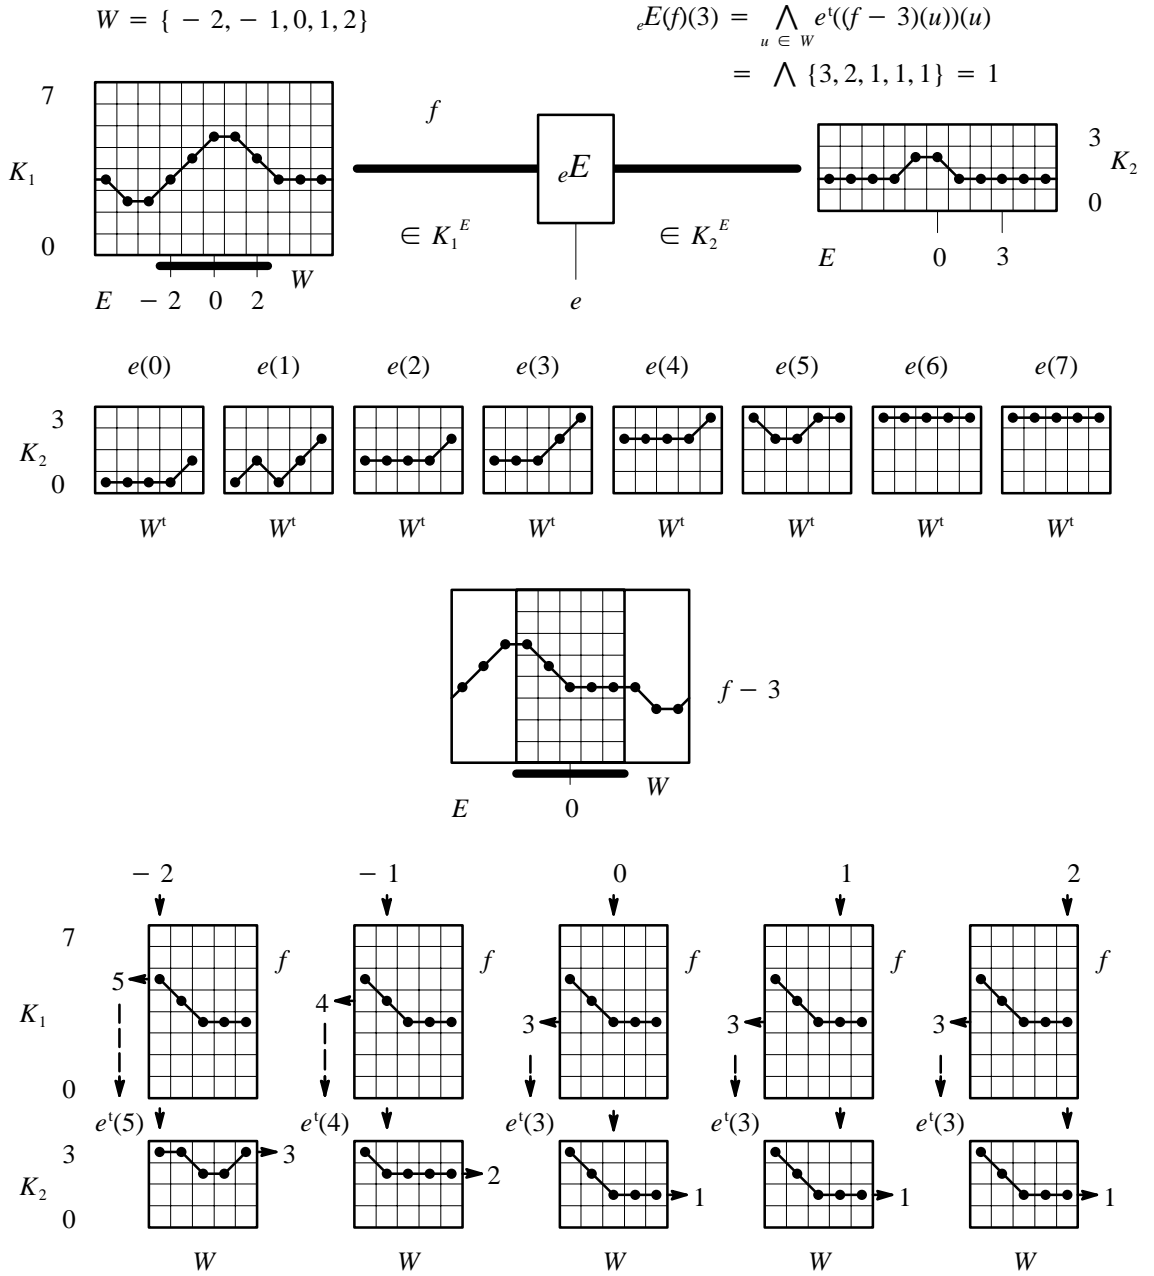 W = { − 2, − 1, 0, 1, 2}
ₑE(f)(3) = ⋀ eᵗ((f − 3)(u))(u)
u ∈ W
= ⋀ {3, 2, 1, 1, 1} = 1
7
f
3
K₁
ₑE
K₂
0
∈ K₁ᴱ
∈ K₂ᴱ
0
W
E − 2 0 2
e
E 0 3
e(0) e(1) e(2) e(3) e(4) e(5) e(6) e(7)
3
K₂
0
Wᵗ Wᵗ Wᵗ Wᵗ Wᵗ Wᵗ Wᵗ Wᵗ
f − 3
W
E 0
− 2 − 1 0 1 2
7
f f f f f
5 4 3 3 3
K₁
0
eᵗ(5) eᵗ(4) eᵗ(3) eᵗ(3) eᵗ(3)
3
3 2 1 1 1
K₂
0
W W W W W